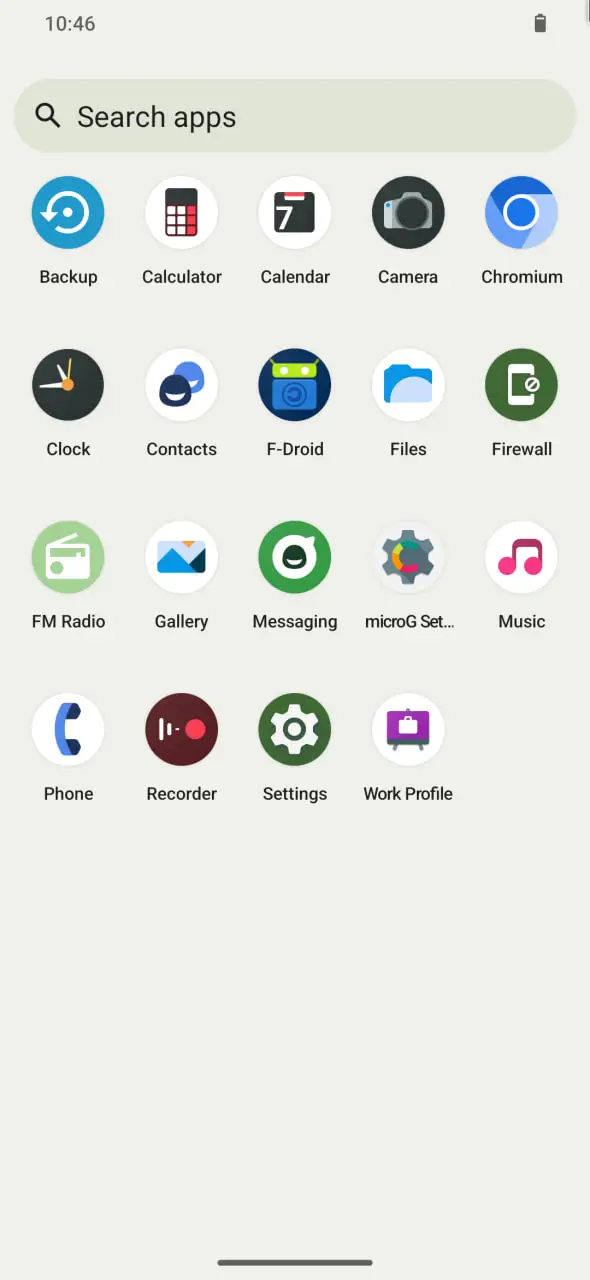 10:46
Search apps
7
Backup Calculator Calendar Camera Chromium
Clock Contacts F-Droid Files Firewall
FM Radio Gallery Messaging microG Set... Music
Phone Recorder Settings Work Profile